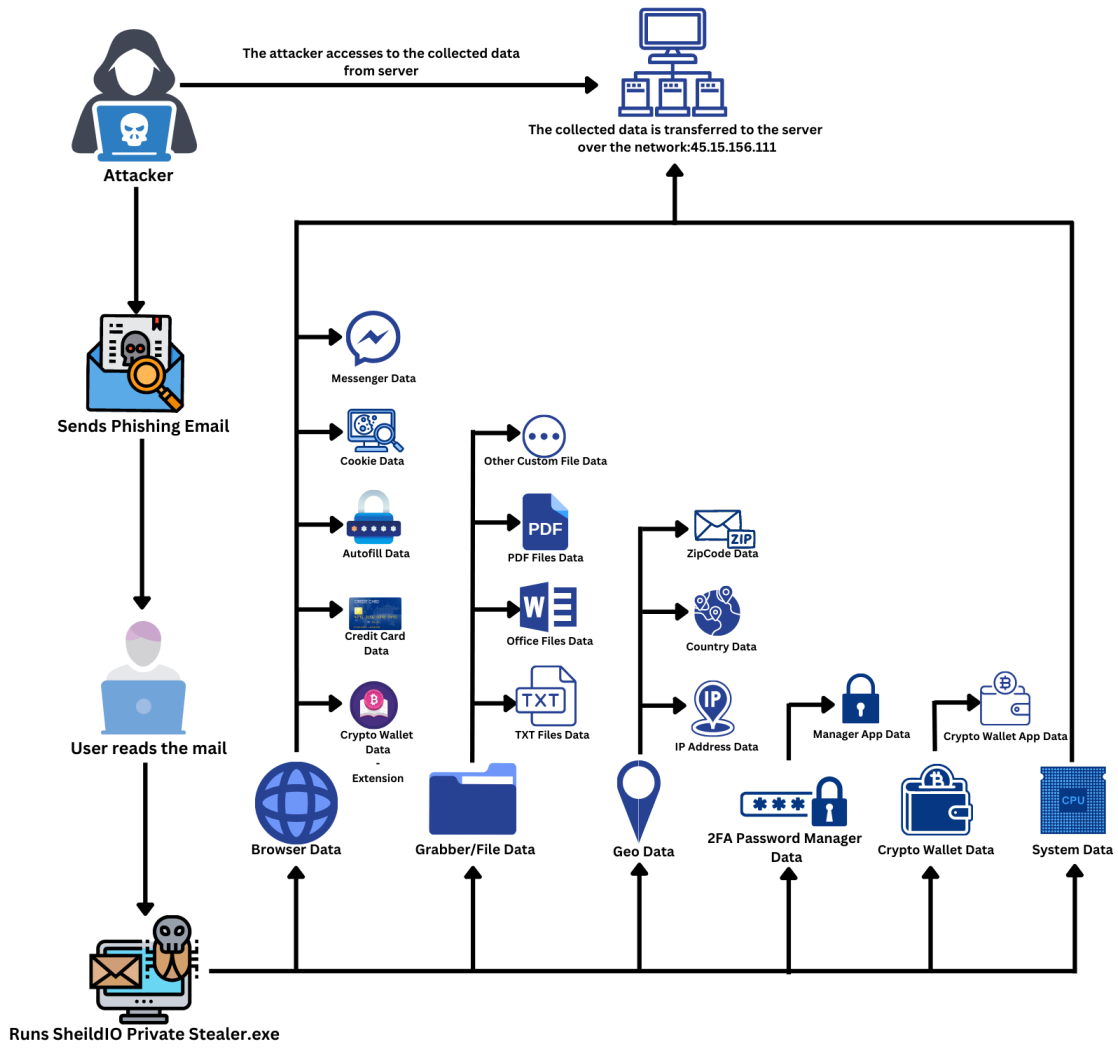 The attacker accesses to the collected data
from server
The collected data is transferred to the server
over the network:45.15.156.111
Attacker
Messenger Data
Sends Phishing Email
Cookie Data
Other Custom File Data
Autofill Data
PDF
PDF Files Data
ZIP
ZipCode Data
CREDIT CARD
Credit Card
Data
W
Office Files Data
Country Data
User reads the mail
Crypto Wallet
Data
-
Extension
TXT
TXT Files Data
IP
IP Address Data
Manager App Data
Crypto Wallet App Data
CPU
Browser Data
Grabber/File Data
Geo Data
2FA Password Manager
Data
Crypto Wallet Data
System Data
Runs SheildIO Private Stealer.exe